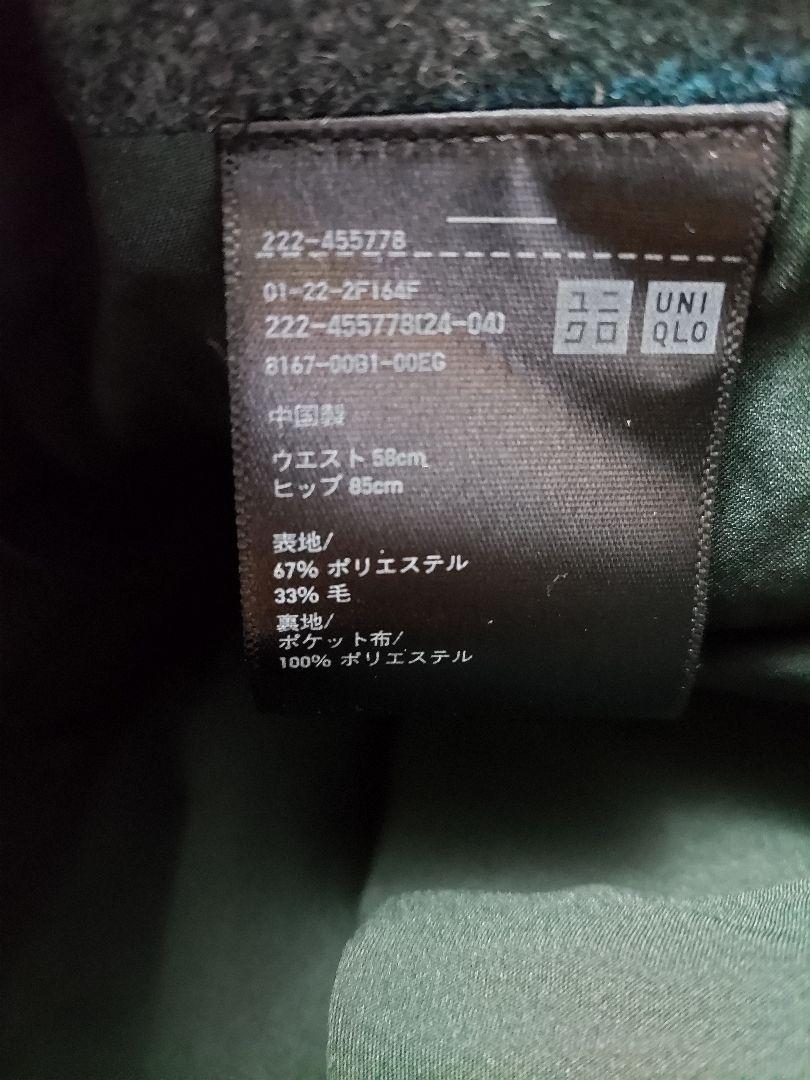 222-455778
01-22-2F164F
222-455778(24-04)
8167-00B1-00EG
ユニ
クロ
UNI
QLO
中国製
ウエスト 58cm
ヒップ 85cm
表地/
67% ポリエステル
33% 毛
裏地/
ポケット布/
100% ポリエステル